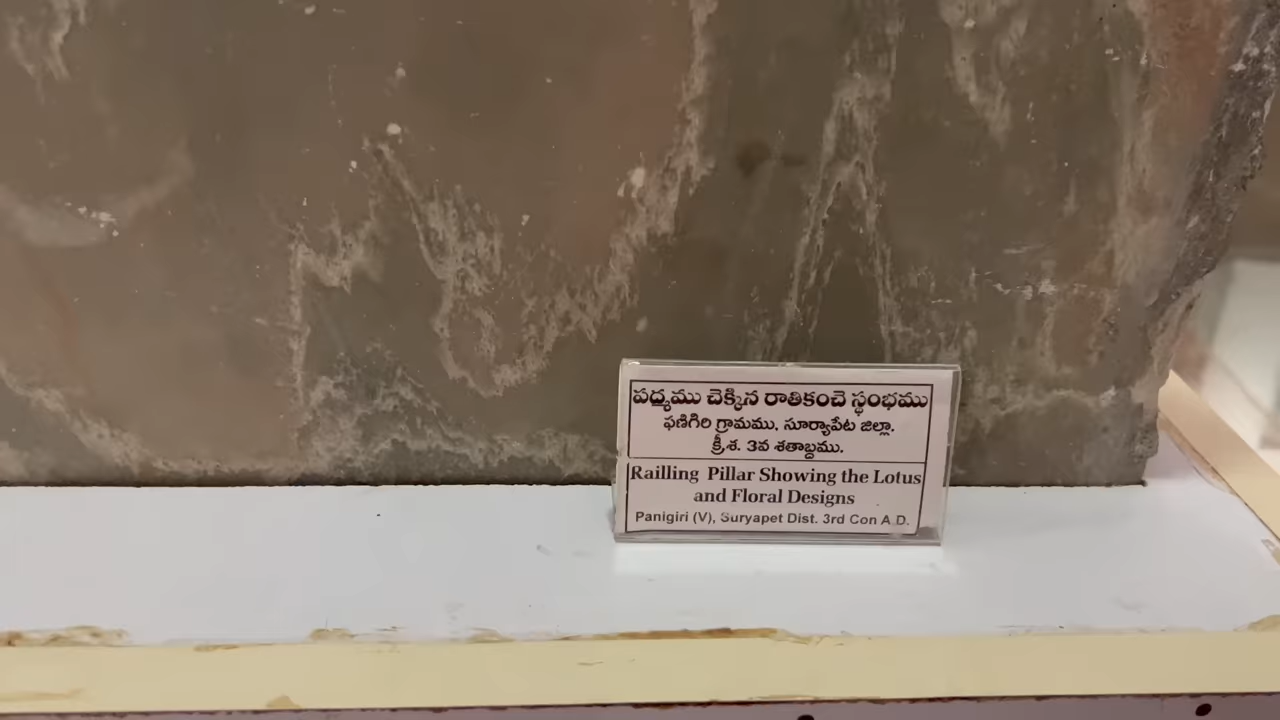 పద్మము చెక్కిన రాతికంచె స్థంభము
ఫణిగిరి గ్రామము, సూర్యాపేట జిల్లా.
క్రీ.శ. 3వ శతాబ్దము.
Railling Pillar Showing the Lotus
and Floral Designs
Panigiri (V), Suryapet Dist. 3rd Con A.D.